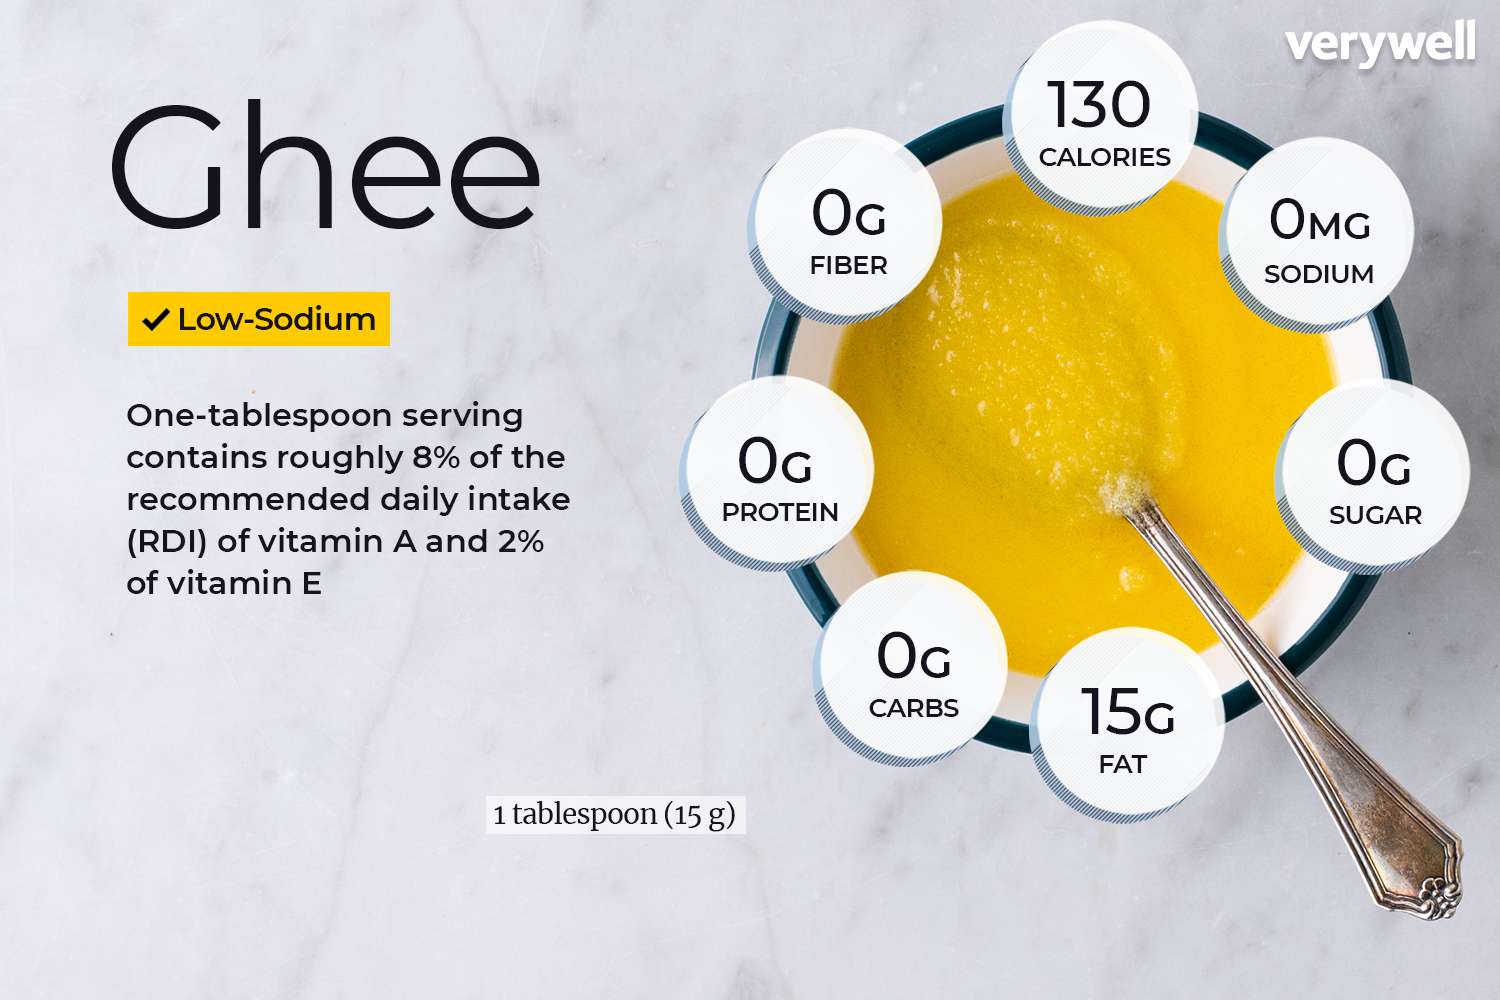 verywell
Ghee
✓ Low-Sodium
One-tablespoon serving
contains roughly 8% of the
recommended daily intake
(RDI) of vitamin A and 2%
of vitamin E
130
CALORIES
0MG
SODIUM
0G
SUGAR
15G
FAT
0G
CARBS
0G
PROTEIN
0G
FIBER
1 tablespoon (15 g)